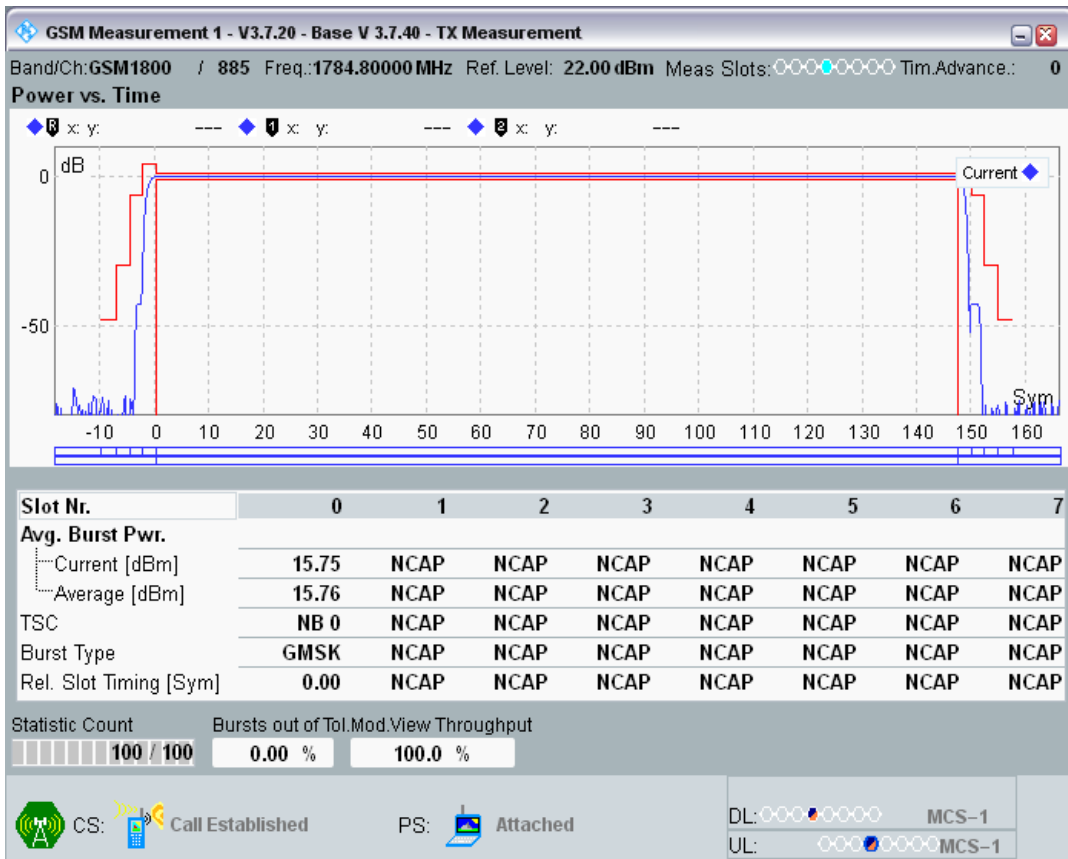 GSM Measurement 1 - V3.7.20 - Base V 3.7.40 - TX Measurement
Band/Ch:GSM1800 / 885 Freq.:1784.80000 MHz Ref. Level: 22.00 dBm Meas Slots: Tim.Advance.: 0
Power vs. Time
R x: y: --- 1 x: y: --- 2 x: y: ---
dB
0
Current
-50
Sym
-10 0 10 20 30 40 50 60 70 80 90 100 110 120 130 140 150 160
Slot Nr. 0 1 2 3 4 5 6 7
Avg. Burst Pwr.
Current [dBm] 15.75 NCAP NCAP NCAP NCAP NCAP NCAP NCAP
Average [dBm] 15.76 NCAP NCAP NCAP NCAP NCAP NCAP NCAP
TSC NB 0 NCAP NCAP NCAP NCAP NCAP NCAP NCAP
Burst Type GMSK NCAP NCAP NCAP NCAP NCAP NCAP NCAP
Rel. Slot Timing [Sym] 0.00 NCAP NCAP NCAP NCAP NCAP NCAP NCAP
Statistic Count Bursts out of Tol.Mod.View Throughput
100 / 100 0.00 % 100.0 %
CS: Call Established PS: Attached
DL: MCS-1
UL: MCS-1